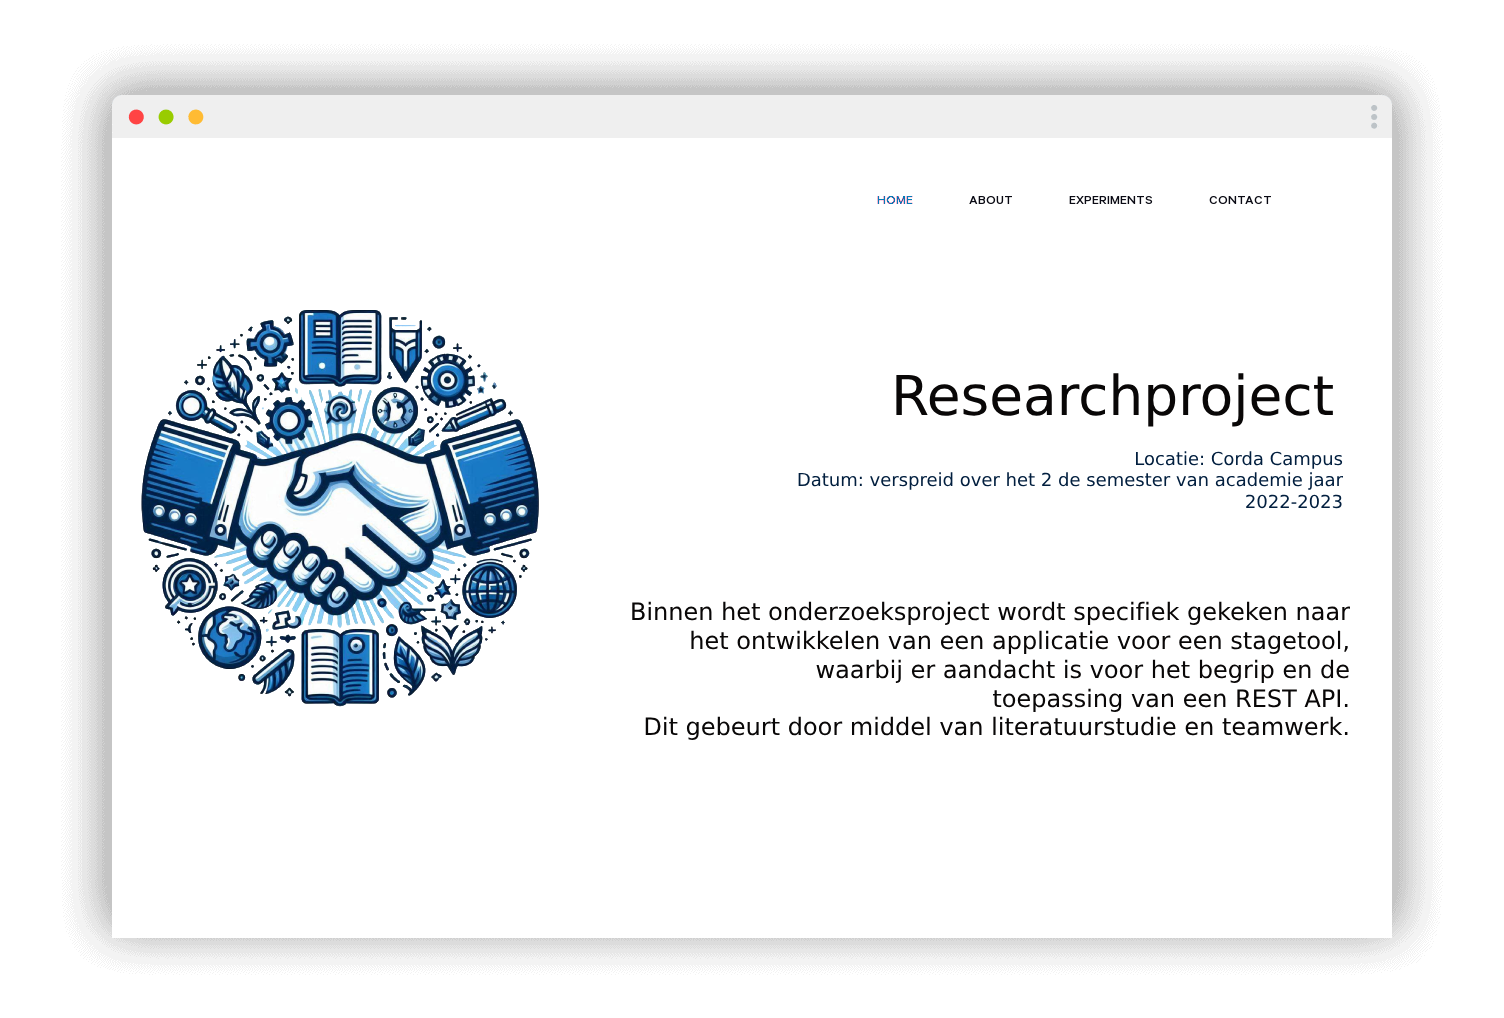 HOME ABOUT EXPERIMENTS CONTACT
Researchproject
Locatie: Corda Campus
Datum: verspreid over het 2 de semester van academie jaar
2022-2023
Binnen het onderzoeksproject wordt specifiek gekeken naar
het ontwikkelen van een applicatie voor een stagetool,
waarbij er aandacht is voor het begrip en de
toepassing van een REST API.
Dit gebeurt door middel van literatuurstudie en teamwerk.